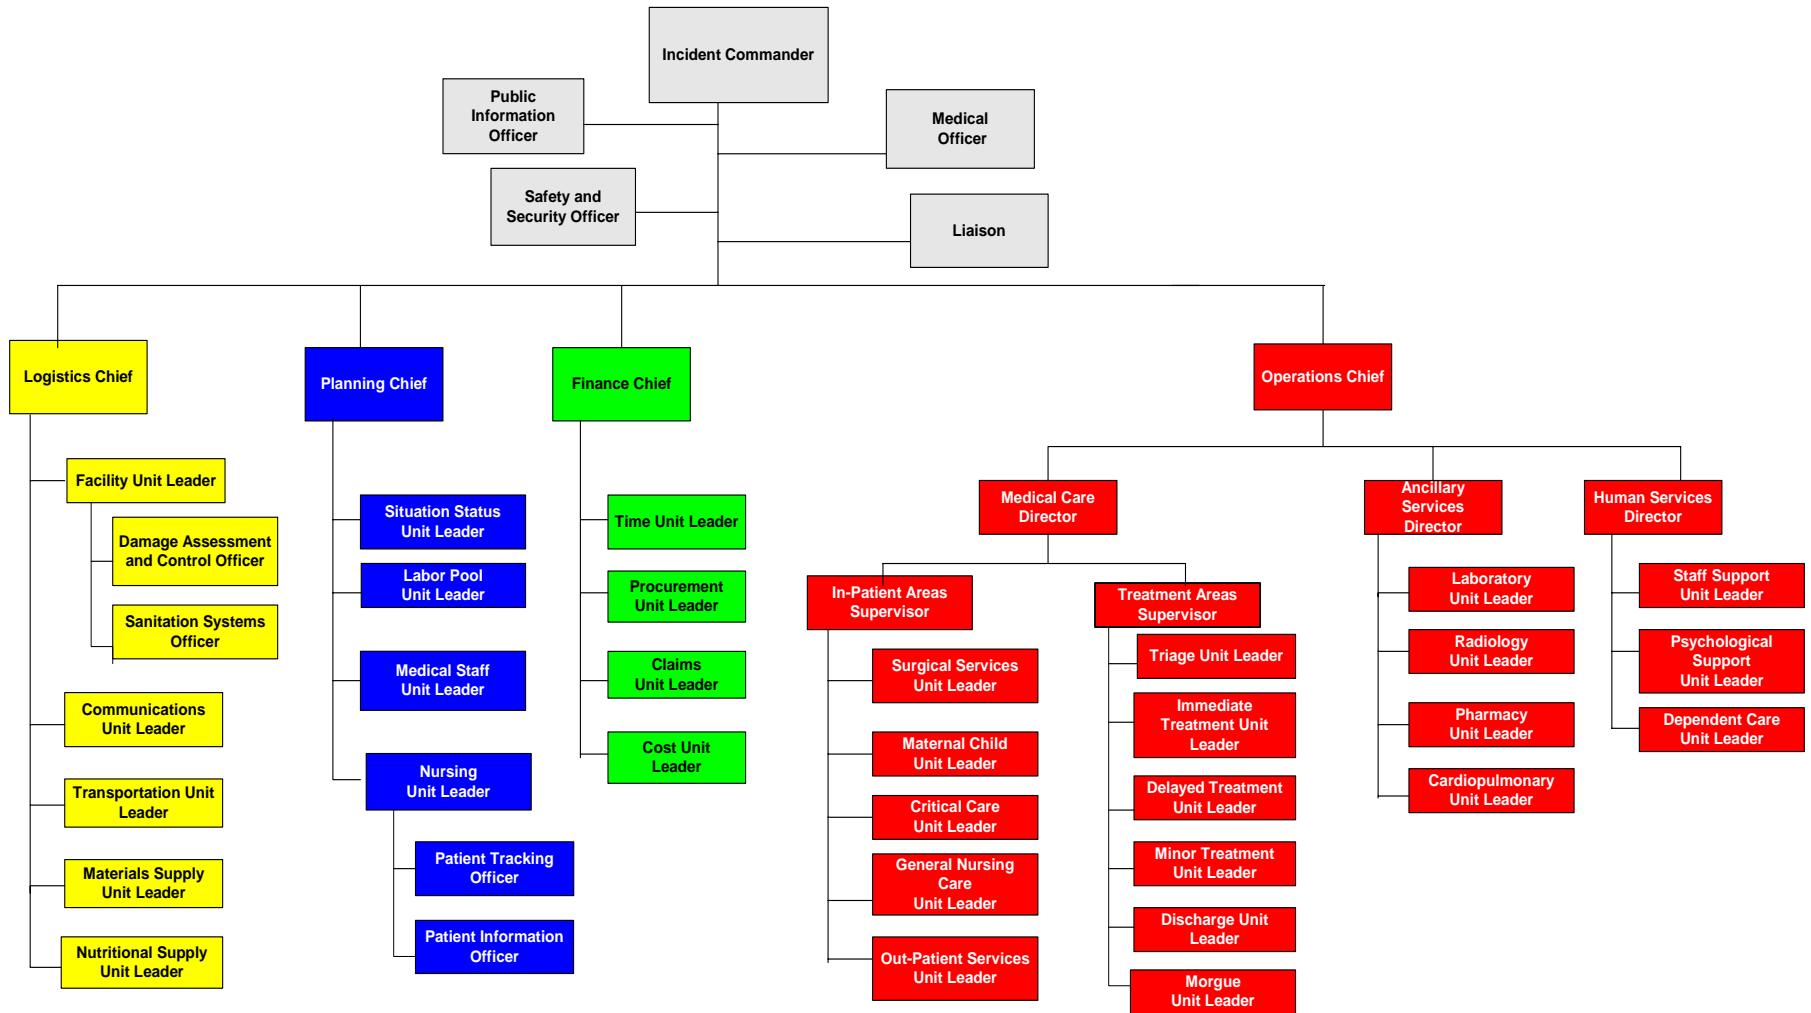 Incident Commander
Public
Information
Officer
Medical
Officer
Safety and
Security Officer
Liaison
Logistics Chief
Planning Chief
Finance Chief
Operations Chief
Facility Unit Leader
Damage Assessment
and Control Officer
Sanitation Systems
Officer
Communications
Unit Leader
Transportation Unit
Leader
Materials Supply
Unit Leader
Nutritional Supply
Unit Leader
Situation Status
Unit Leader
Labor Pool
Unit Leader
Medical Staff
Unit Leader
Nursing
Unit Leader
Patient Tracking
Officer
Patient Information
Officer
Time Unit Leader
Procurement
Unit Leader
Claims
Unit Leader
Cost Unit
Leader
Medical Care
Director
In-Patient Areas
Supervisor
Surgical Services
Unit Leader
Maternal Child
Unit Leader
Critical Care
Unit Leader
General Nursing
Care
Unit Leader
Out-Patient Services
Unit Leader
Treatment Areas
Supervisor
Triage Unit Leader
Immediate
Treatment Unit
Leader
Delayed Treatment
Unit Leader
Minor Treatment
Unit Leader
Discharge Unit
Leader
Morgue
Unit Leader
Ancillary
Services
Director
Laboratory
Unit Leader
Radiology
Unit Leader
Pharmacy
Unit Leader
Cardiopulmonary
Unit Leader
Human Services
Director
Staff Support
Unit Leader
Psychological
Support
Unit Leader
Dependent Care
Unit Leader